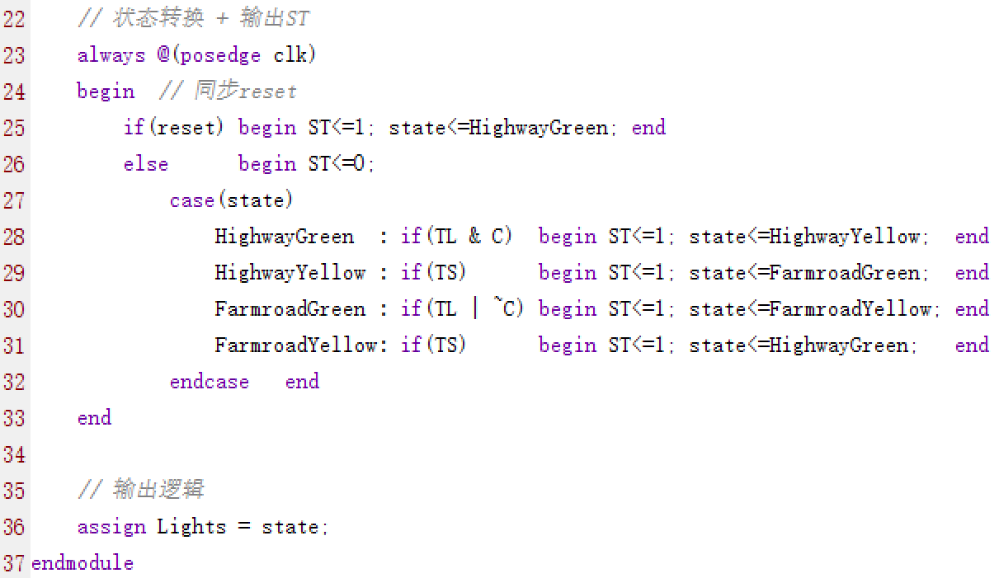 22 // 状态转换 + 输出ST
23 always @(posedge clk)
24 begin // 同步reset
25 if(reset) begin ST<=1; state<=HighwayGreen; end
26 else begin ST<=0;
27 case(state)
28 HighwayGreen : if(TL & C) begin ST<=1; state<=HighwayYellow; end
29 HighwayYellow : if(TS) begin ST<=1; state<=FarmroadGreen; end
30 FarmroadGreen : if(TL | ~C) begin ST<=1; state<=FarmroadYellow; end
31 FarmroadYellow: if(TS) begin ST<=1; state<=HighwayGreen; end
32 endcase end
33 end
34
35 // 输出逻辑
36 assign Lights = state;
37 endmodule